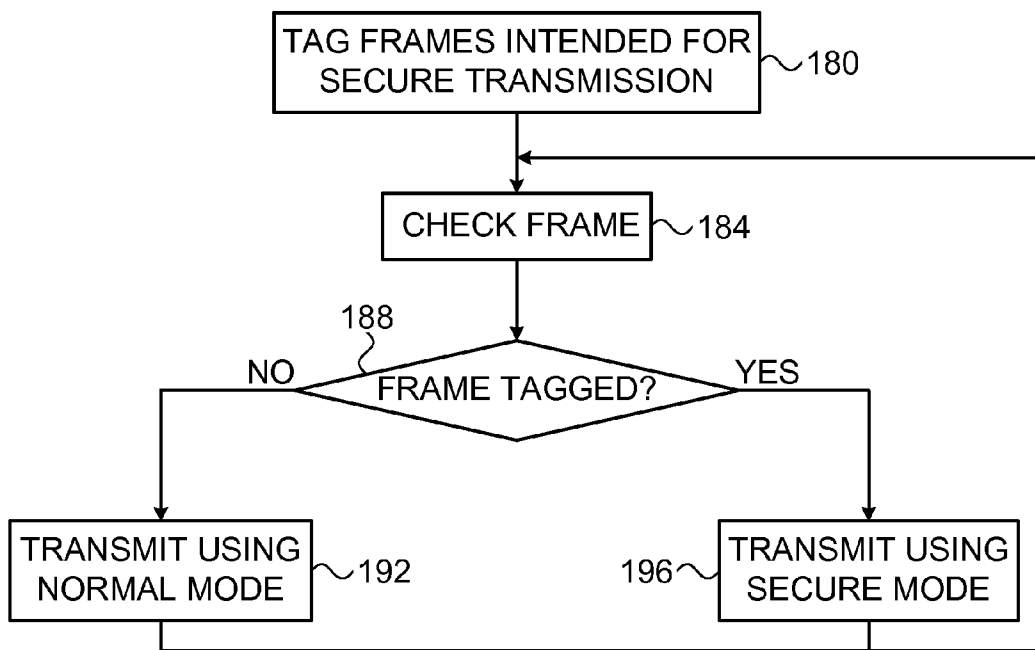 TAG FRAMES INTENDED FOR
SECURE TRANSMISSION
180
CHECK FRAME
184
188
NO
FRAME TAGGED?
YES
TRANSMIT USING
NORMAL MODE
192
196
TRANSMIT USING
SECURE MODE